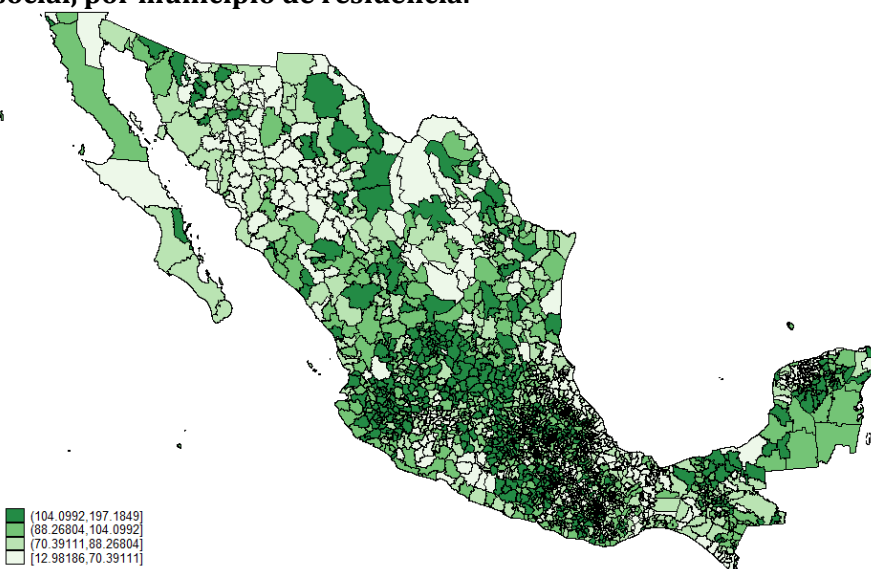 social, por municipio de residencia.
(104.0992,197.1849]
(88.26804,104.0992]
(70.39111,88.26804]
[12.98186,70.39111]